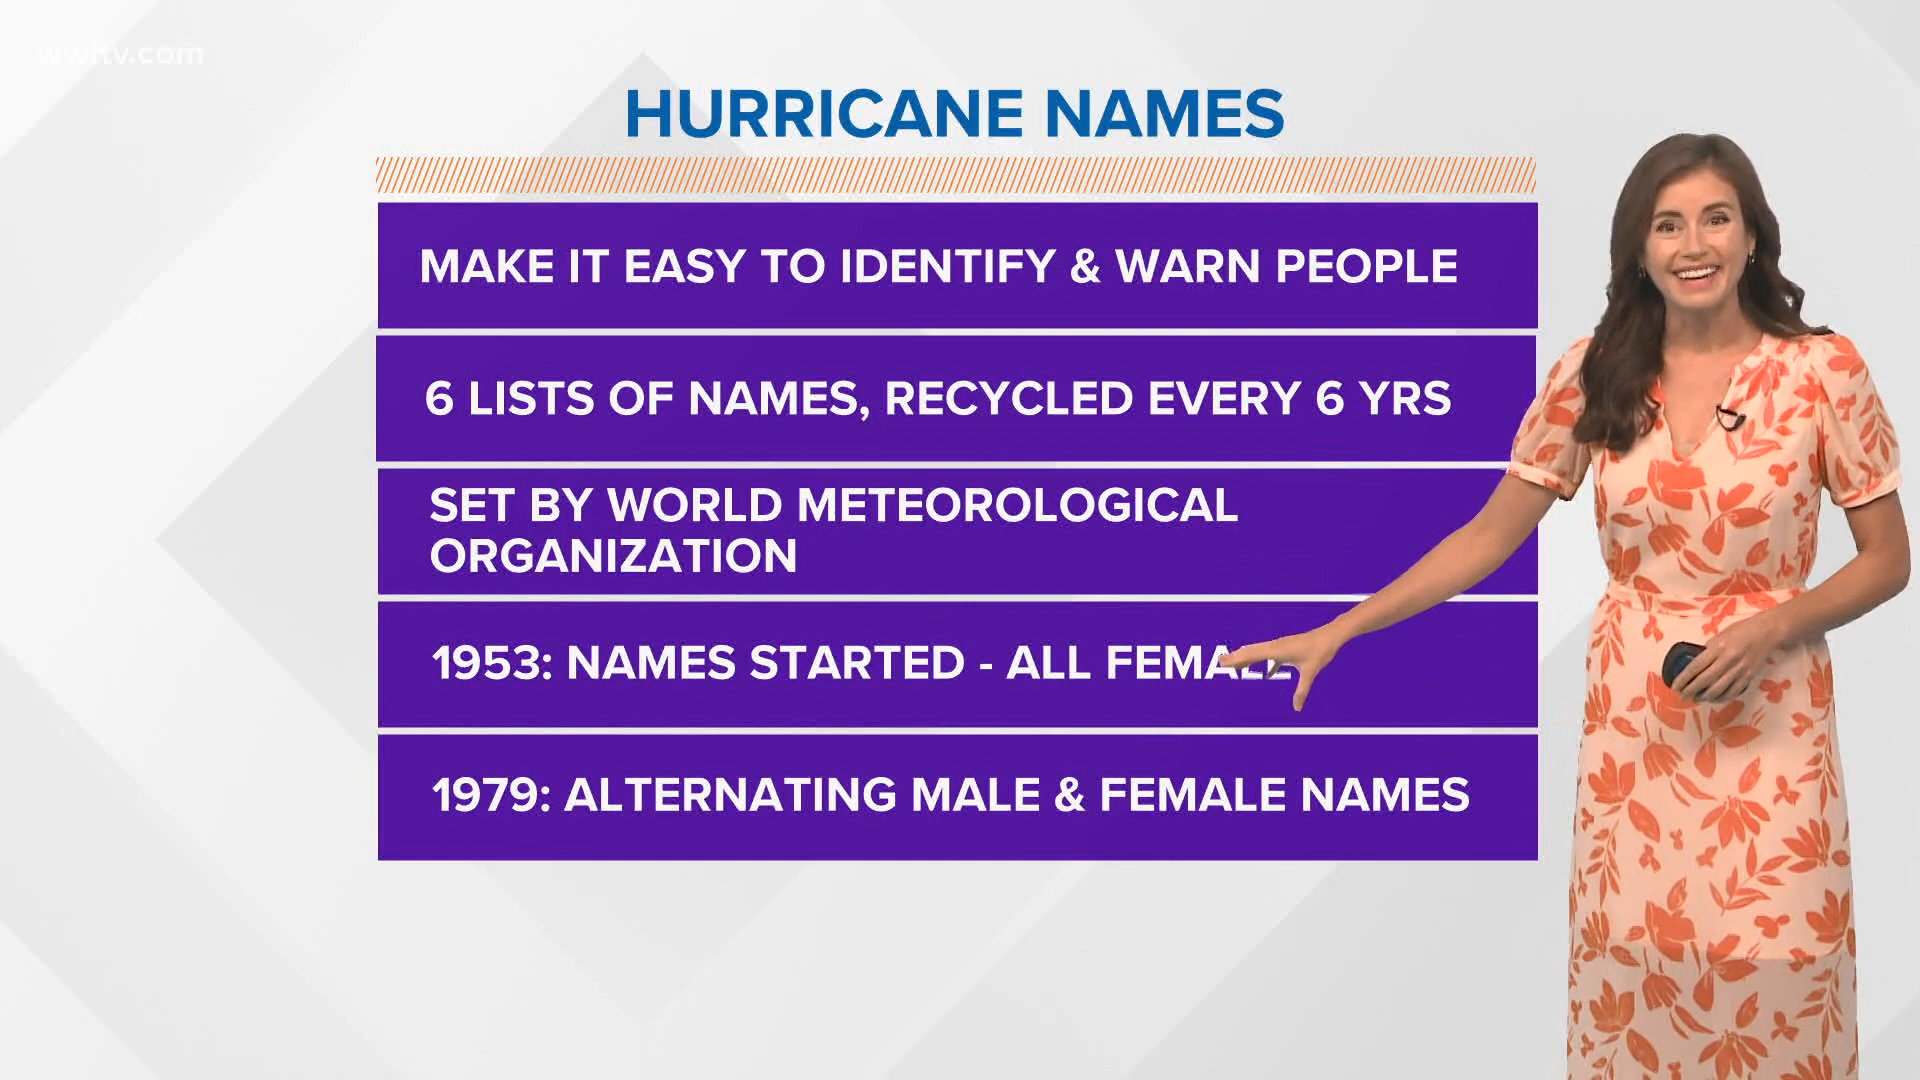 wwltv.com
HURRICANE NAMES
MAKE IT EASY TO IDENTIFY & WARN PEOPLE
6 LISTS OF NAMES, RECYCLED EVERY 6 YRS
SET BY WORLD METEOROLOGICAL
ORGANIZATION
1953: NAMES STARTED - ALL FEMALE
1979: ALTERNATING MALE & FEMALE NAMES